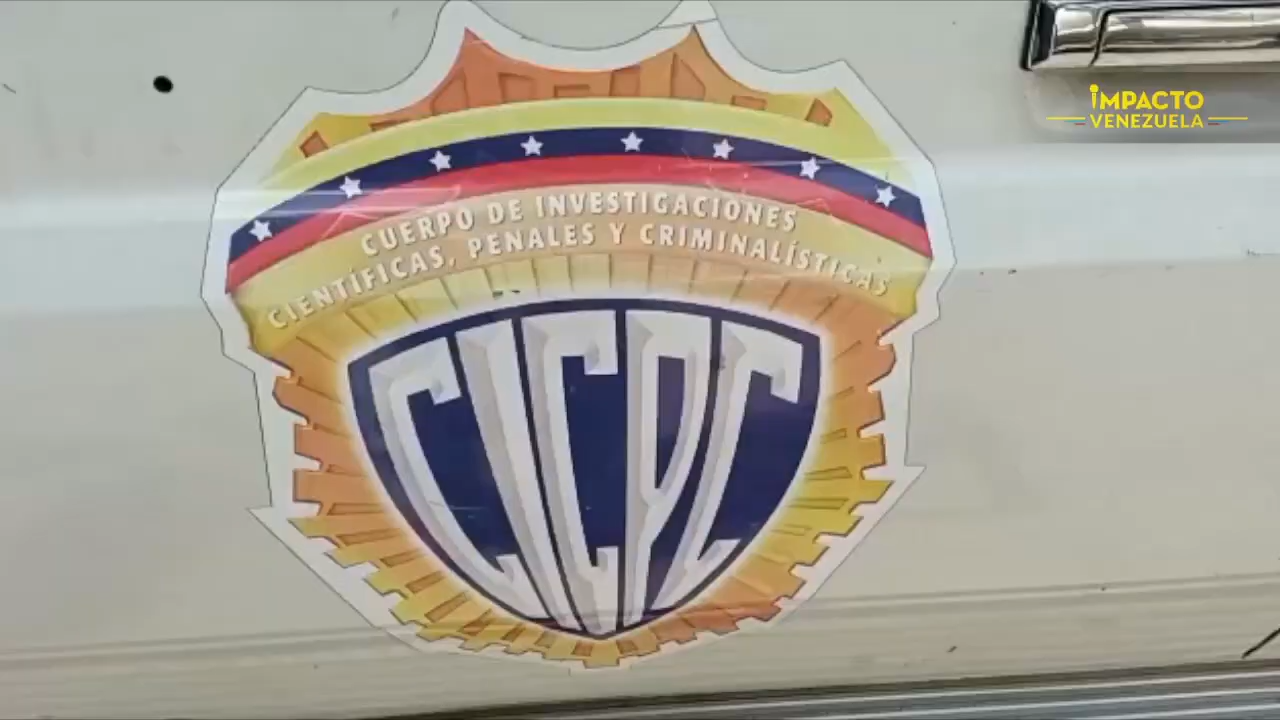 IMPACTO
VENEZUELA
CUERPO DE INVESTIGACIONES
CIENTÍFICAS, PENALES Y CRIMINALÍSTICAS
CICPC